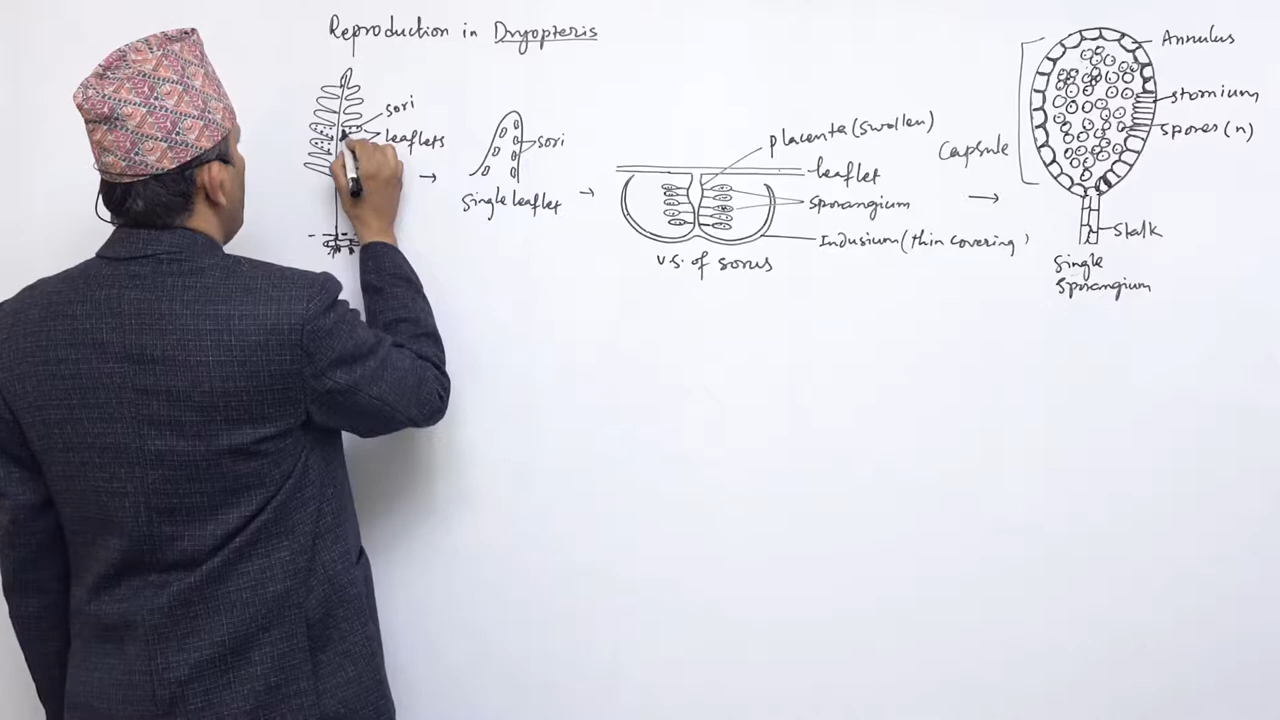 Reproduction in Dryopteris
sori
leaflets
sori
Single leaflet
placenta (swollen)
leaflet
Sporangium
Indusium (thin covering)
v.s. of sorus
Capsule
Annulus
stomium
spores (n)
Stalk
Single
Sporangium